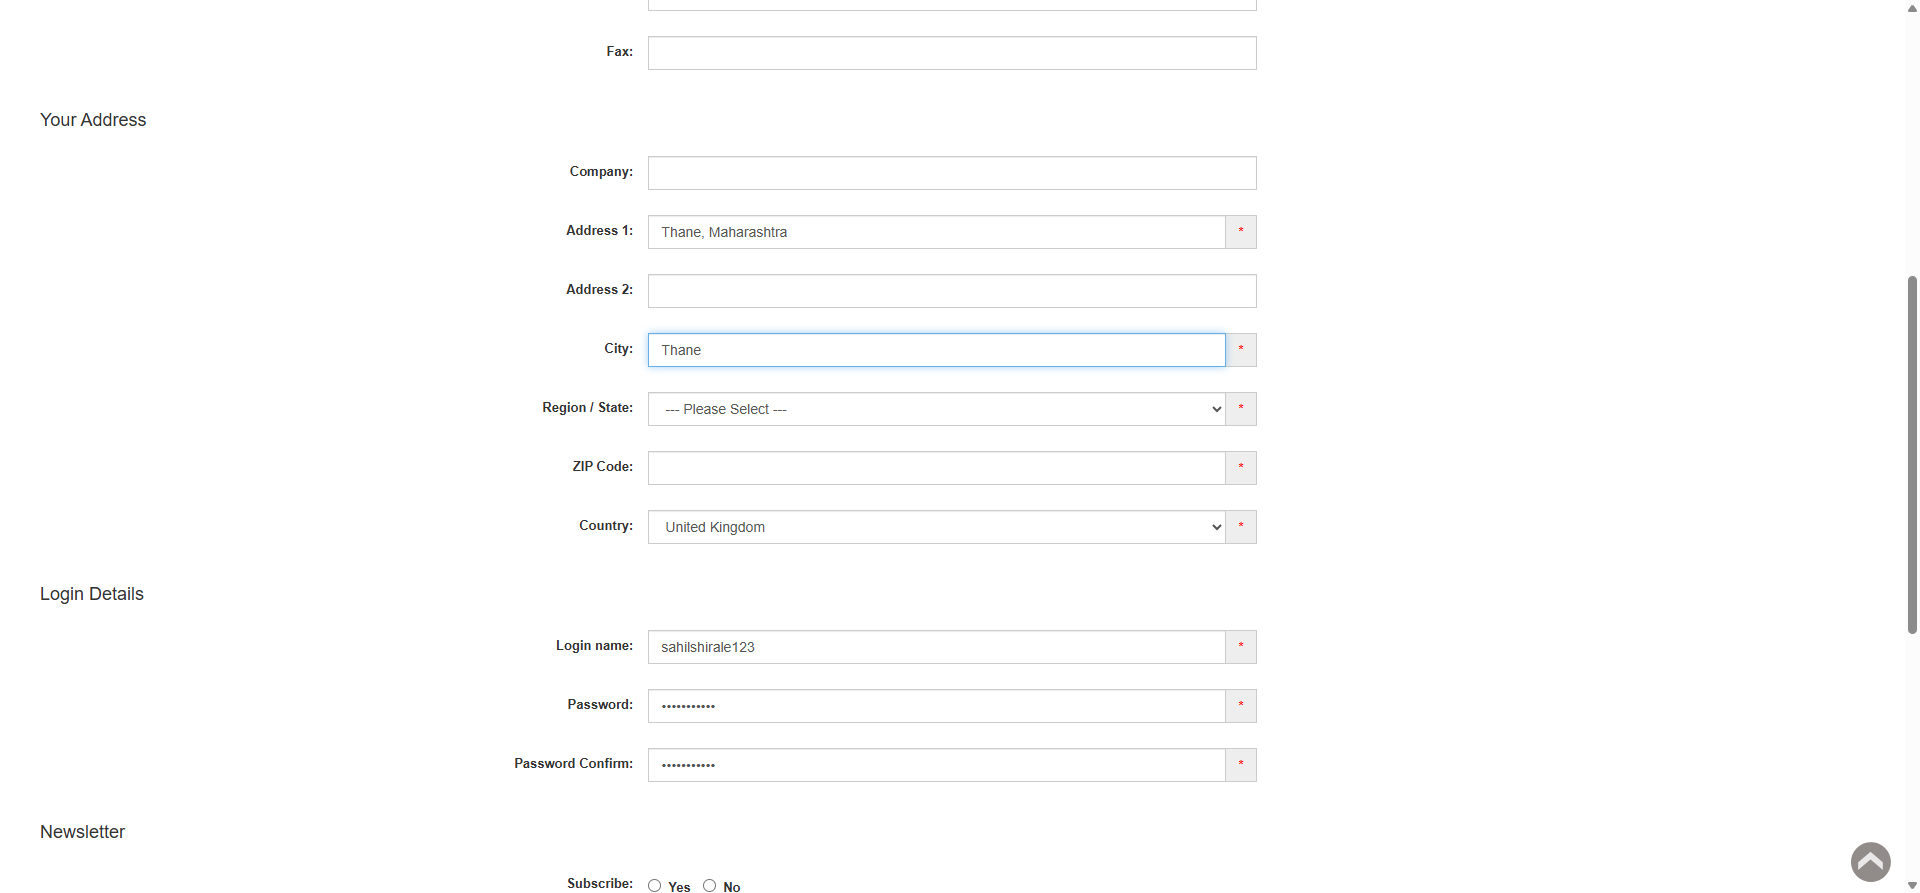 Fax:
Your Address
Company:
Address 1: Thane, Maharashtra *
Address 2:
City: Thane *
Region / State: --- Please Select --- *
ZIP Code: *
Country: United Kingdom *
Login Details
Login name: sahilshirale123 *
Password: ••••••••••• *
Password Confirm: ••••••••••• *
Newsletter
Subscribe: Yes No